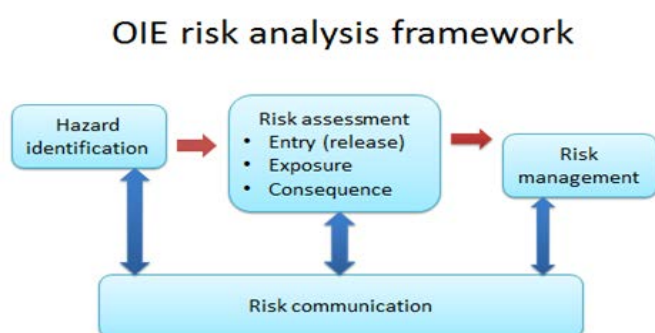 OIE risk analysis framework
Hazard
identification
Risk assessment
• Entry (release)
• Exposure
• Consequence
Risk
management
Risk communication